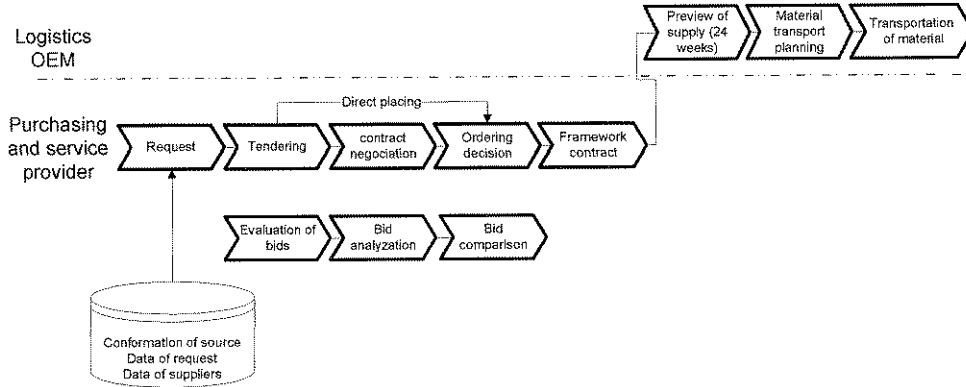 Logistics
OEM
Preview of
supply (24
weeks)
Material
transport
planning
Transportation
of material
Direct placing
Purchasing
and service
provider
Request
Tendering
contract
negociation
Ordering
decision
Framework
contract
Evaluation of
bids
Bid
analyzation
Bid
comparison
Conformation of source
Data of request
Data of suppliers